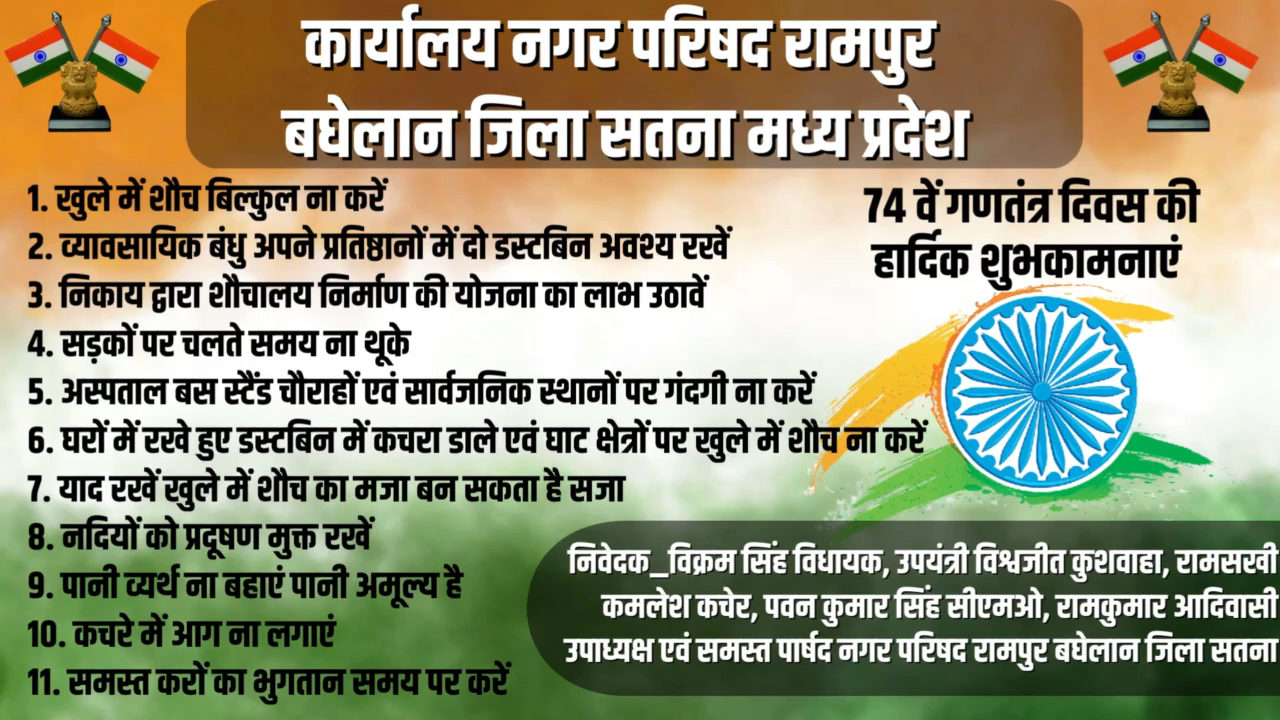 कार्यालय नगर परिषद रामपुर
बघेलान जिला सतना मध्य प्रदेश
1. खुले में शौच बिल्कुल ना करें
2. व्यावसायिक बंधु अपने प्रतिष्ठानों में दो डस्टबिन अवश्य रखें
3. निकाय द्वारा शौचालय निर्माण की योजना का लाभ उठावें
4. सड़कों पर चलते समय ना थूके
5. अस्पताल बस स्टैंड चौराहों एवं सार्वजनिक स्थानों पर गंदगी ना करें
6. घरों में रखे हुए डस्टबिन में कचरा डाले एवं घाट क्षेत्रों पर खुले में शौच ना करें
7. याद रखें खुले में शौच का मजा बन सकता है सजा
8. नदियों को प्रदूषण मुक्त रखें
9. पानी व्यर्थ ना बहाएं पानी अमूल्य है
10. कचरे में आग ना लगाएं
11. समस्त करों का भुगतान समय पर करें
74 वें गणतंत्र दिवस की
हार्दिक शुभकामनाएं
निवेदक_विक्रम सिंह विधायक, उपयंत्री विश्वजीत कुशवाहा, रामसखी
कमलेश कचेर, पवन कुमार सिंह सीएमओ, रामकुमार आदिवासी
उपाध्यक्ष एवं समस्त पार्षद नगर परिषद रामपुर बघेलान जिला सतना